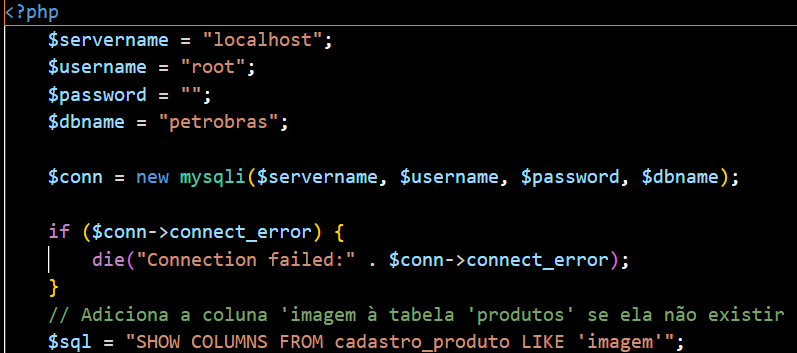 <?php
$servername = "localhost";
$username = "root";
$password = "";
$dbname = "petrobras";
$conn = new mysqli($servername, $username, $password, $dbname);
if ($conn->connect_error) {
die("Connection failed:" . $conn->connect_error);
}
// Adiciona a coluna 'imagem à tabela 'produtos' se ela não existir
$sql = "SHOW COLUMNS FROM cadastro_produto LIKE 'imagem'";